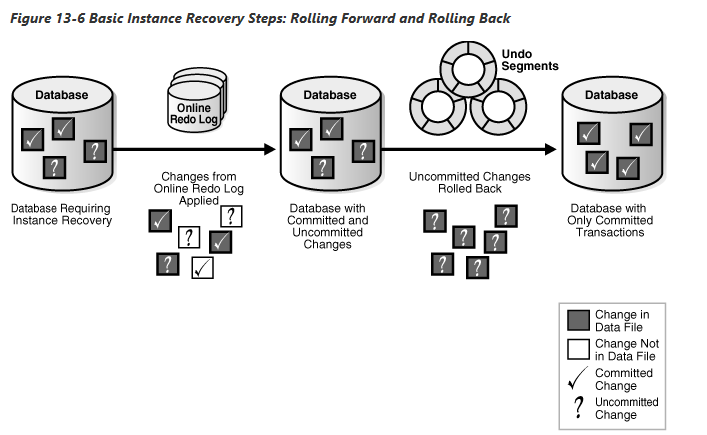 Figure 13-6 Basic Instance Recovery Steps: Rolling Forward and Rolling Back
Database
Database Requiring
Instance Recovery
Online
Redo Log
Changes from
Online Redo Log
Applied
Database
Database with
Committed and
Uncommitted
Changes
Undo
Segments
Uncommitted Changes
Rolled Back
Database
Database with
Only Committed
Transactions
Change in
Data File
Change Not
in Data File
Committed
Change
? Uncommitted
Change